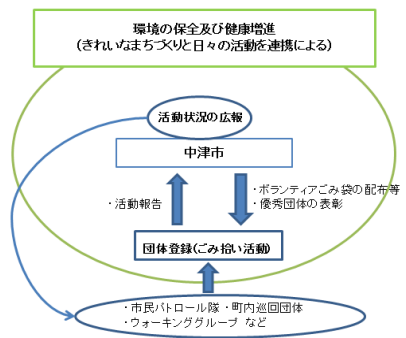 環境の保全及び健康増進
（きれいなまちづくりと日々の活動を連携による）
活動状況の広報
中津市
・活動報告
・ボランティアごみ袋の配布等
・優秀団体の表彰
団体登録(ごみ拾い活動)
・市民パトロール隊・町内巡回団体
・ウォーキンググループ など